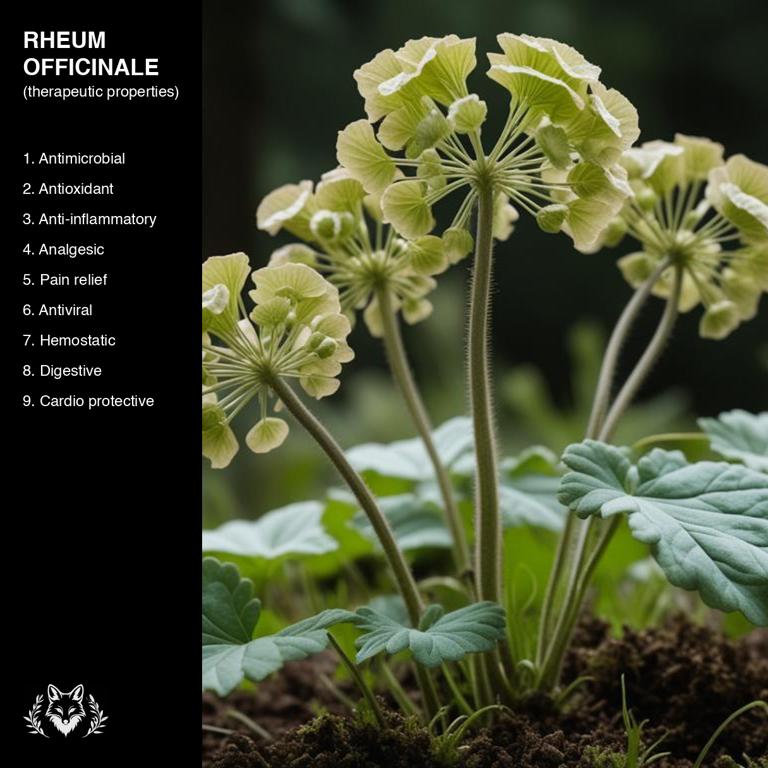 RHEUM
OFFICINALE
(therapeutic properties)
1. Antimicrobial
2. Antioxidant
3. Anti-inflammatory
4. Analgesic
5. Pain relief
6. Antiviral
7. Hemostatic
8. Digestive
9. Cardio protective